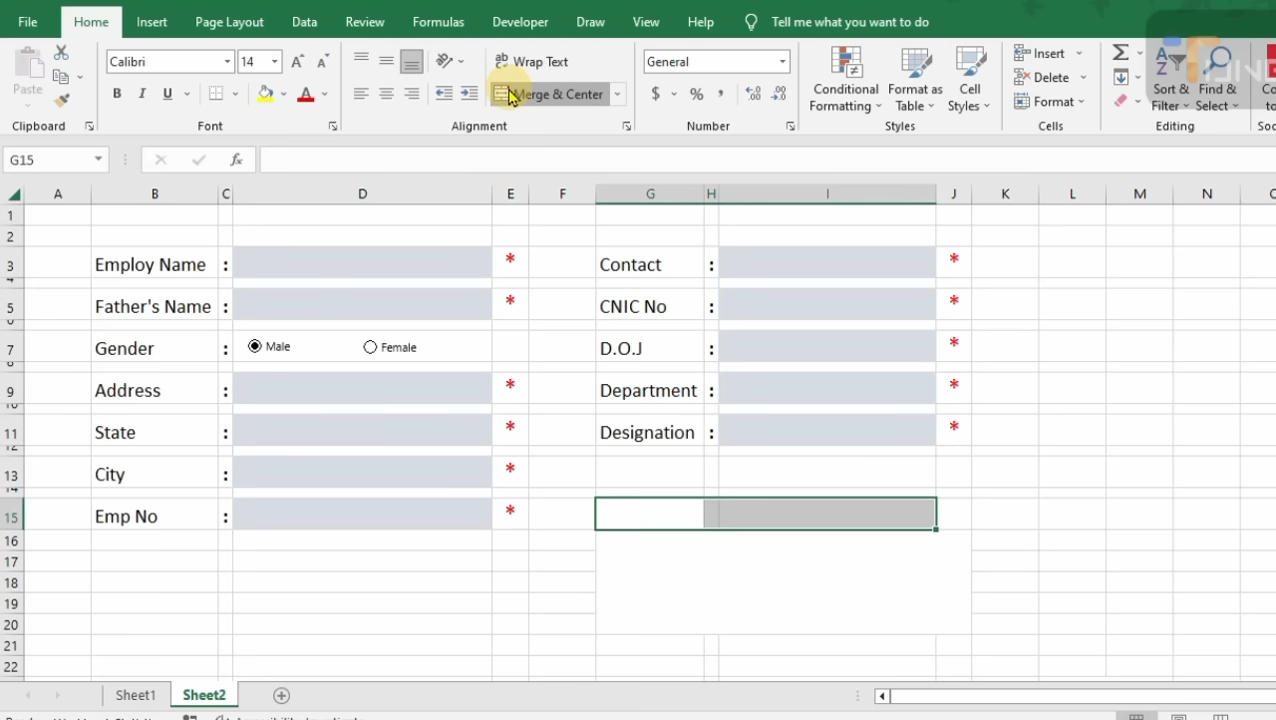 File Home Insert Page Layout Data Review Formulas Developer Draw View Help Tell me what you want to do
Paste
Clipboard
Calibri 14
B I U A
Font
ab Wrap Text
Merge & Center
Alignment
General
$ % ,
Number
Conditional Formatting
Format as Table
Cell Styles
Styles
Insert
Delete
Format
Cells
Sort & Filter
Find & Select
Editing
G15 fx
A B C D E F G H I J K L M N
1
2
3 Employ Name : * Contact : *
5 Father's Name : * CNIC No : *
7 Gender : Male Female D.O.J : *
9 Address : * Department : *
11 State : * Designation : *
13 City : *
15 Emp No : *
16
17
18
19
20
21
22
Sheet1 Sheet2